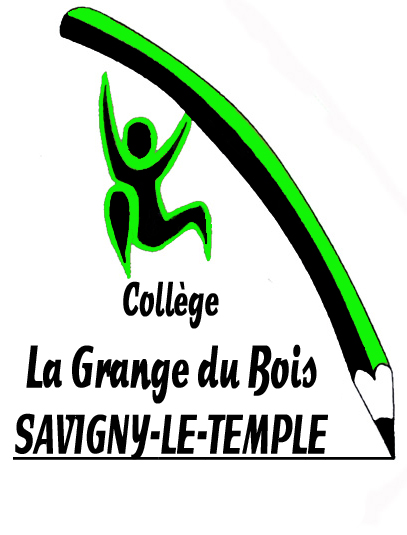 Collège
La Grange du Bois
SAVIGNY-LE-TEMPLE